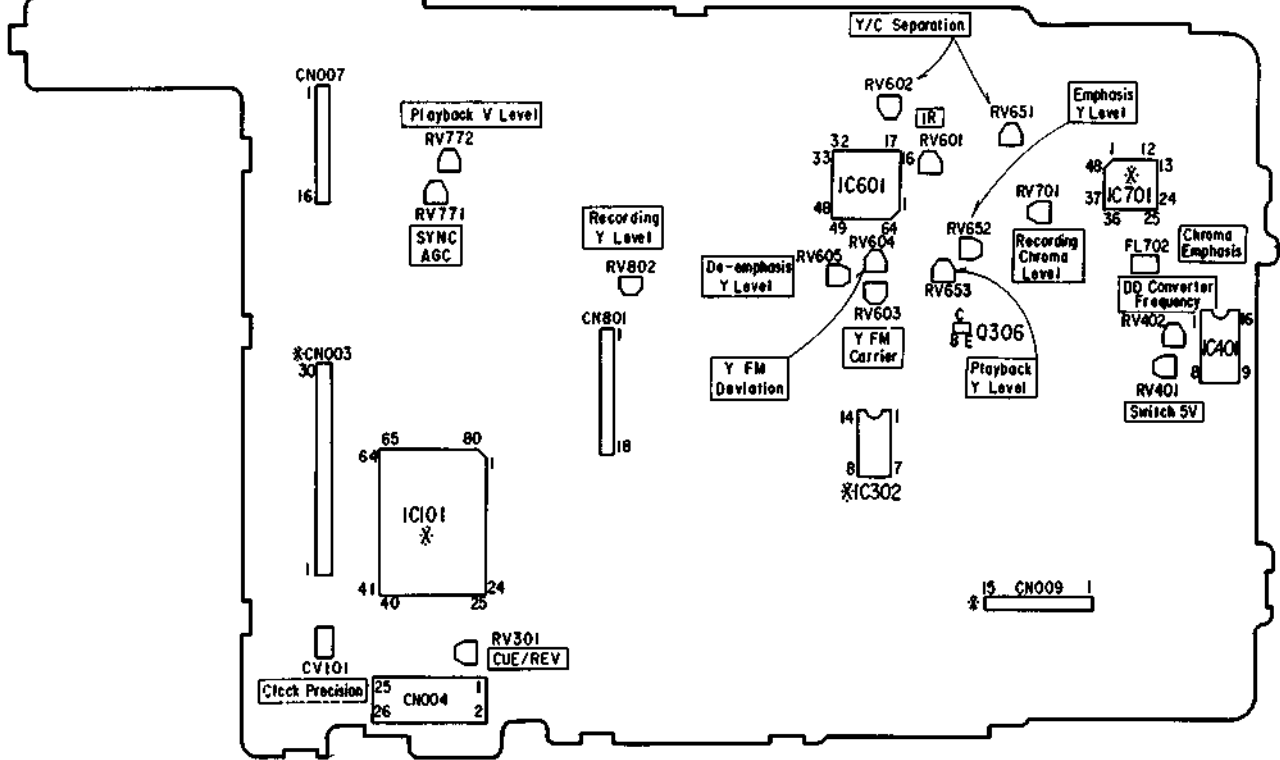 Y/C Separation
CN007
1
16
Playback V Level
RV772
RV771
SYNC
AGC
RV602
IR
RV601
RV651
Emphasis
Y Level
32
17
33
16
IC601
48
1
49
64
1
12
48
13
※
IC701
37
24
36
25
RV701
Recording
Chroma
Level
Chroma
Emphasis
FL702
Recording
Y Level
RV802
De-emphasis
Y Level
RV605
RV604
RV603
RV652
RV653
Y FM
Carrier
Y FM
Deviation
C
B E
Q306
Playback
Y Level
DD Converter
Frequency
RV402
1
16
IC401
8
9
RV401
Switch 5V
CN801
1
18
※CN003
30
1
65
80
64
1
IC101
※
41
24
40
25
14
1
8
7
※IC302
※
15
CN009
1
CV101
Clock Precision
RV301
CUE/REV
25
1
CN004
26
2